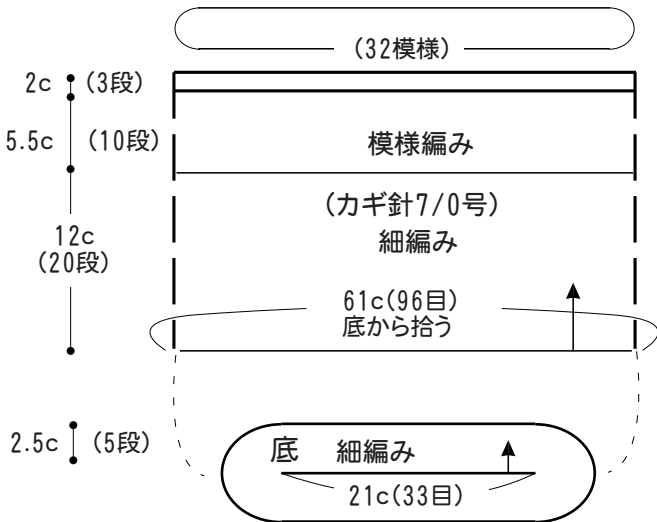 (32模様)
2c (3段)
5.5c (10段)
模様編み
(カギ針7/0号)
細編み
12c
(20段)
61c(96目)
底から拾う
2.5c (5段)
底 細編み
21c(33目)